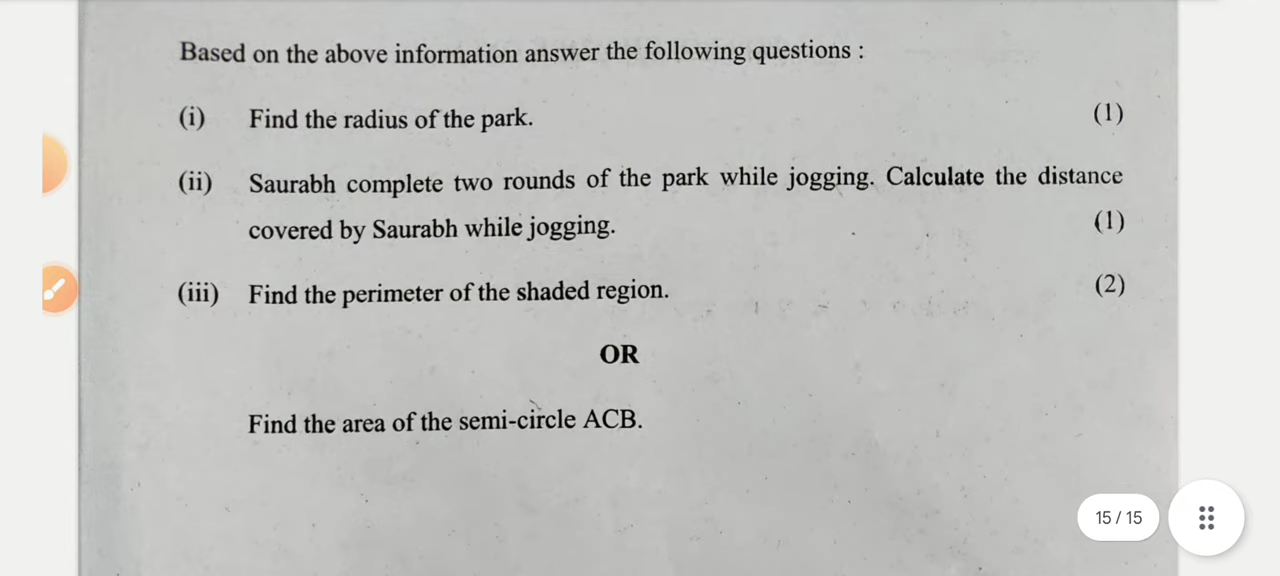 Based on the above information answer the following questions :
(i) Find the radius of the park. (1)
(ii) Saurabh complete two rounds of the park while jogging. Calculate the distance
covered by Saurabh while jogging. (1)
(iii) Find the perimeter of the shaded region. (2)
OR
Find the area of the semi-circle ACB.
15 / 15